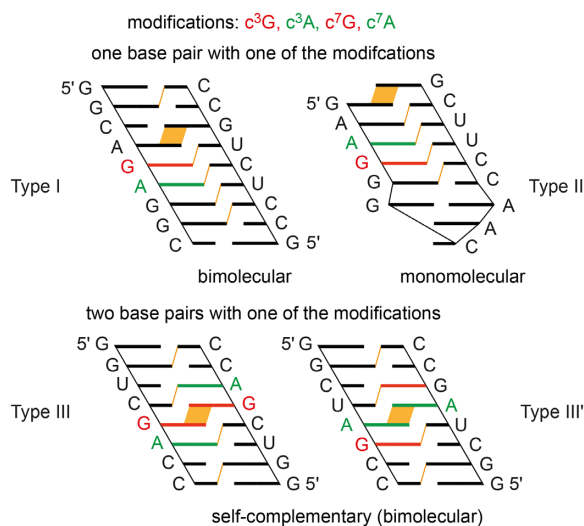 modifications: c³G, c³A, c⁷G, c⁷A
one base pair with one of the modifcations
Type I
5' G G C A G A G G C
C C G U C U C C G 5'
bimolecular
5' G A A G G G
G C U U C C A A C
Type II
monomolecular
two base pairs with one of the modifications
Type III
5' G G U C G A C C
C C A G C U G G 5'
5' G G C U A G C C
C C G A U C G G 5'
Type III'
self-complementary (bimolecular)